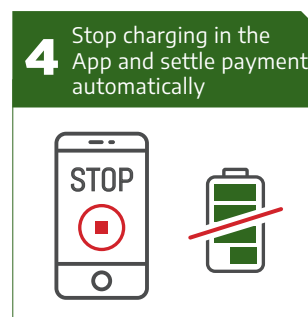 4
Stop charging in the
App and settle payment
automatically
STOP